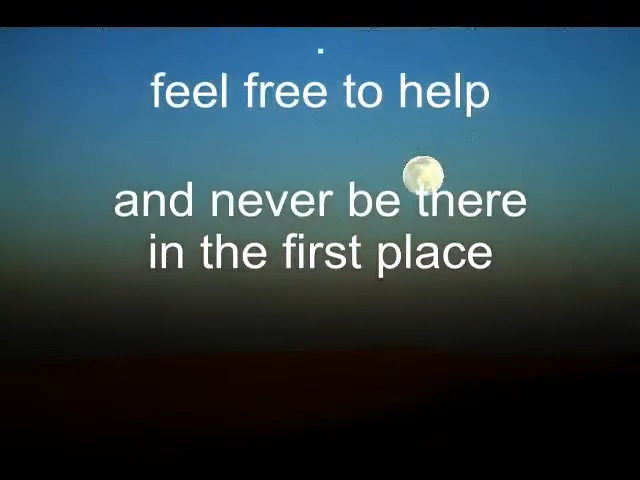 .
feel free to help
and never be there
in the first place